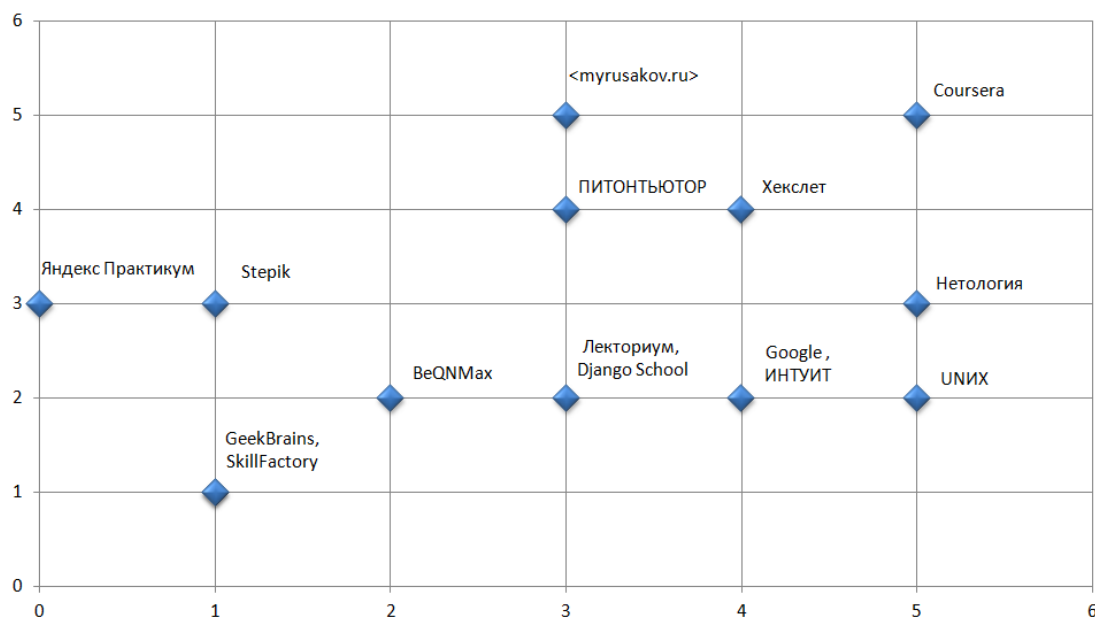 6
<myrusakov.ru>
Coursera
5
ПИТОНТЬЮТОР
Хекслет
4
Яндекс Практикум
Stepik
Нетология
3
Лекториум,
Django School
Google ,
ИНТУИТ
BeQNMax
UNИX
2
GeekBrains,
SkillFactory
1
0
0 1 2 3 4 5 6